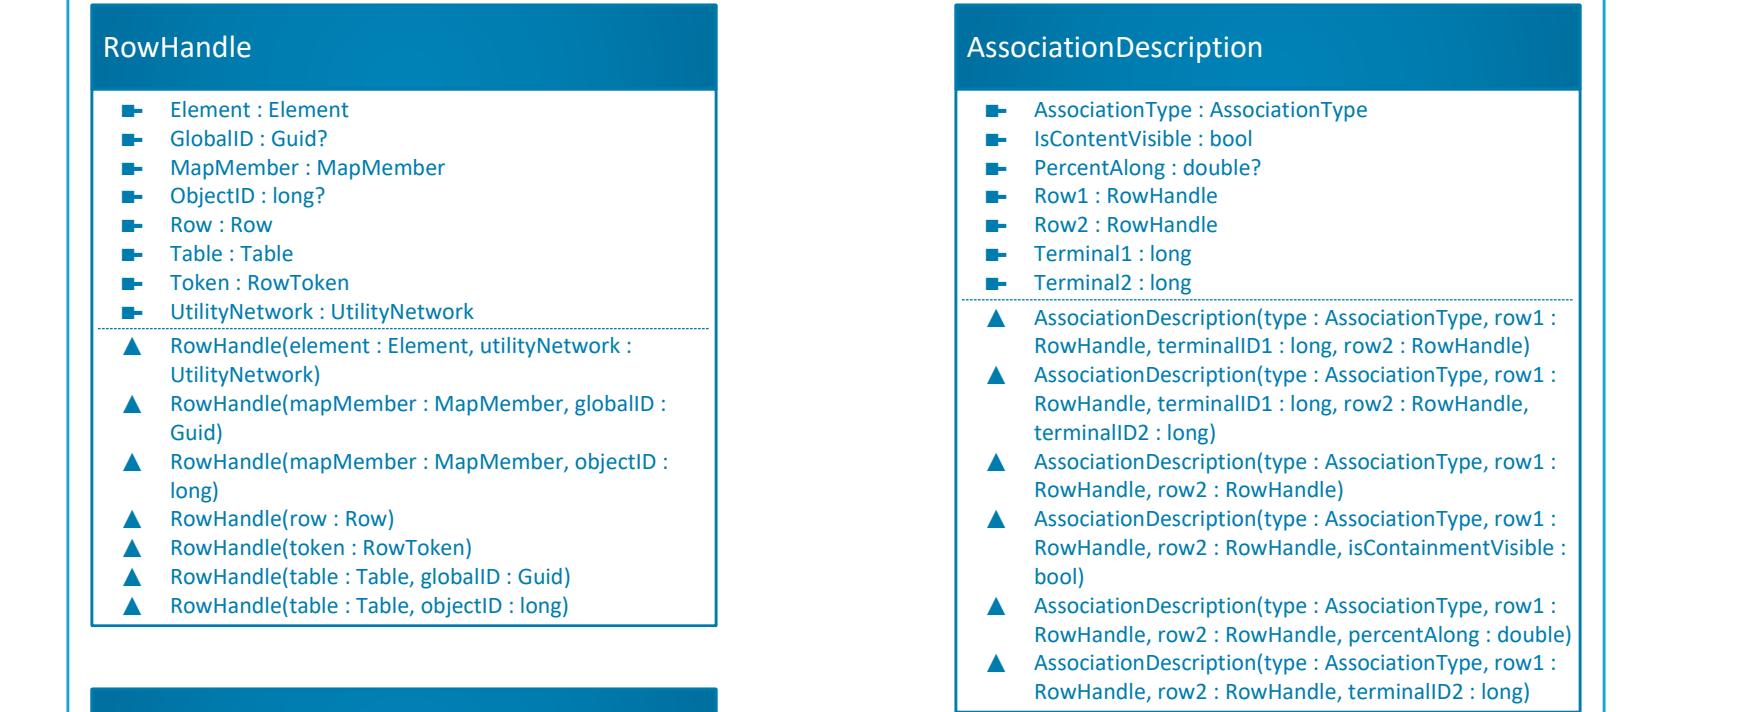 RowHandle
Element : Element
GlobalID : Guid?
MapMember : MapMember
ObjectID : long?
Row : Row
Table : Table
Token : RowToken
UtilityNetwork : UtilityNetwork
RowHandle(element : Element, utilityNetwork :
UtilityNetwork)
RowHandle(mapMember : MapMember, globalID :
Guid)
RowHandle(mapMember : MapMember, objectID :
long)
RowHandle(row : Row)
RowHandle(token : RowToken)
RowHandle(table : Table, globalID : Guid)
RowHandle(table : Table, objectID : long)
AssociationDescription
AssociationType : AssociationType
IsContentVisible : bool
PercentAlong : double?
Row1 : RowHandle
Row2 : RowHandle
Terminal1 : long
Terminal2 : long
AssociationDescription(type : AssociationType, row1 :
RowHandle, terminalID1 : long, row2 : RowHandle)
AssociationDescription(type : AssociationType, row1 :
RowHandle, terminalID1 : long, row2 : RowHandle,
terminalID2 : long)
AssociationDescription(type : AssociationType, row1 :
RowHandle, row2 : RowHandle)
AssociationDescription(type : AssociationType, row1 :
RowHandle, row2 : RowHandle, isContainmentVisible :
bool)
AssociationDescription(type : AssociationType, row1 :
RowHandle, row2 : RowHandle, percentAlong : double)
AssociationDescription(type : AssociationType, row1 :
RowHandle, row2 : RowHandle, terminalID2 : long)